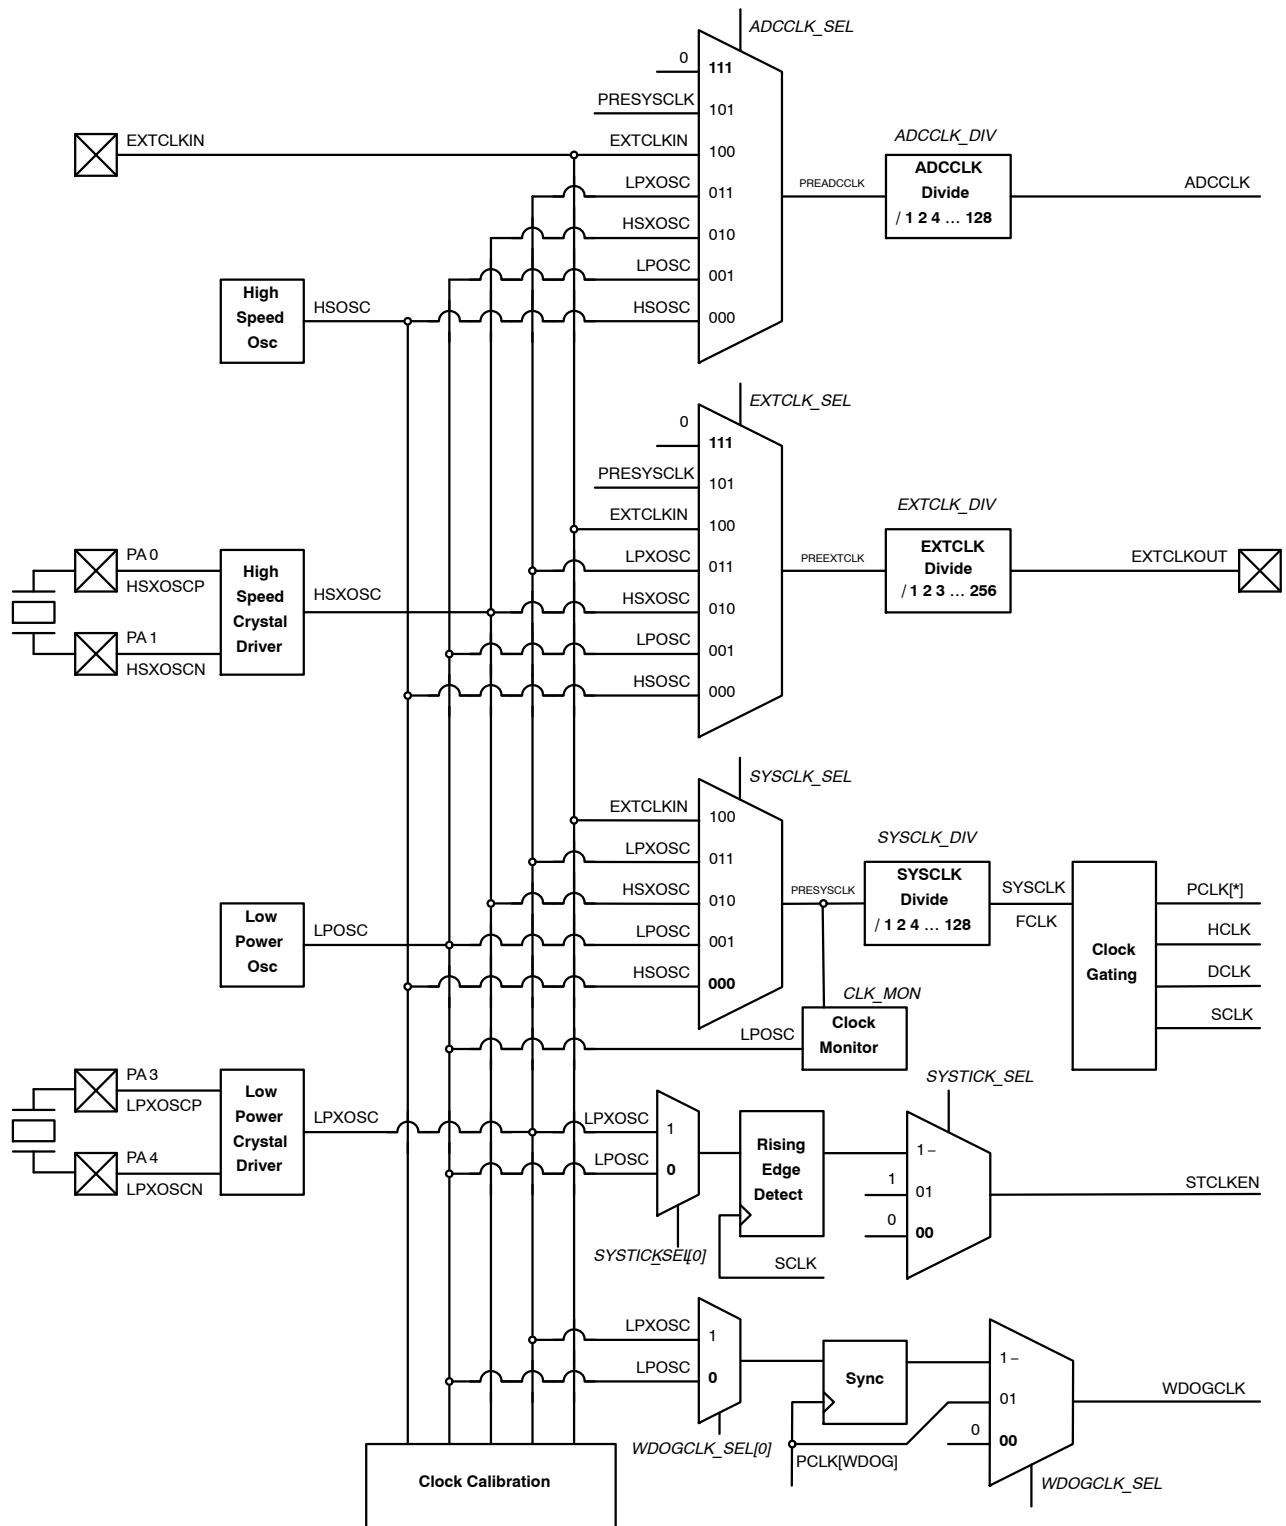 ADCCLK_SEL
0
111
PRESYSCLK
101
EXTCLKIN
EXTCLKIN
100
ADCCLK_DIV
ADCCLK
Divide
/ 1 2 4 ... 128
LPXOSC
011
PREADCCLK
ADCCLK
HSXOSC
010
LPOSC
001
High
Speed
Osc
HSOSC
HSOSC
000
EXTCLK_SEL
0
111
PRESYSCLK
101
EXTCLKIN
100
EXTCLK_DIV
EXTCLK
Divide
/ 1 2 3 ... 256
LPXOSC
011
PREEXTCLK
EXTCLKOUT
PA 0
HSXOSCP
PA 1
HSXOSCN
High
Speed
Crystal
Driver
HSXOSC
HSXOSC
010
LPOSC
001
HSOSC
000
SYSCLK_SEL
EXTCLKIN
100
LPXOSC
011
SYSCLK_DIV
SYSCLK
Divide
/ 1 2 4 ... 128
HSXOSC
010
PRESYSCLK
SYSCLK
FCLK
Clock
Gating
PCLK[*]
HCLK
DCLK
SCLK
Low
Power
Osc
LPOSC
LPOSC
001
HSOSC
000
CLK_MON
LPOSC
Clock
Monitor
SYSTICK_SEL
PA 3
LPXOSCP
PA 4
LPXOSCN
Low
Power
Crystal
Driver
LPXOSC
LPXOSC
1
LPOSC
0
Rising
Edge
Detect
1 –
1
01
0
00
STCLKEN
SYSTICKSEL[0]
SCLK
LPXOSC
1
LPOSC
0
Sync
1 –
01
0
00
WDOGCLK
WDOGCLK_SEL[0]
PCLK[WDOG]
WDOGCLK_SEL
Clock Calibration